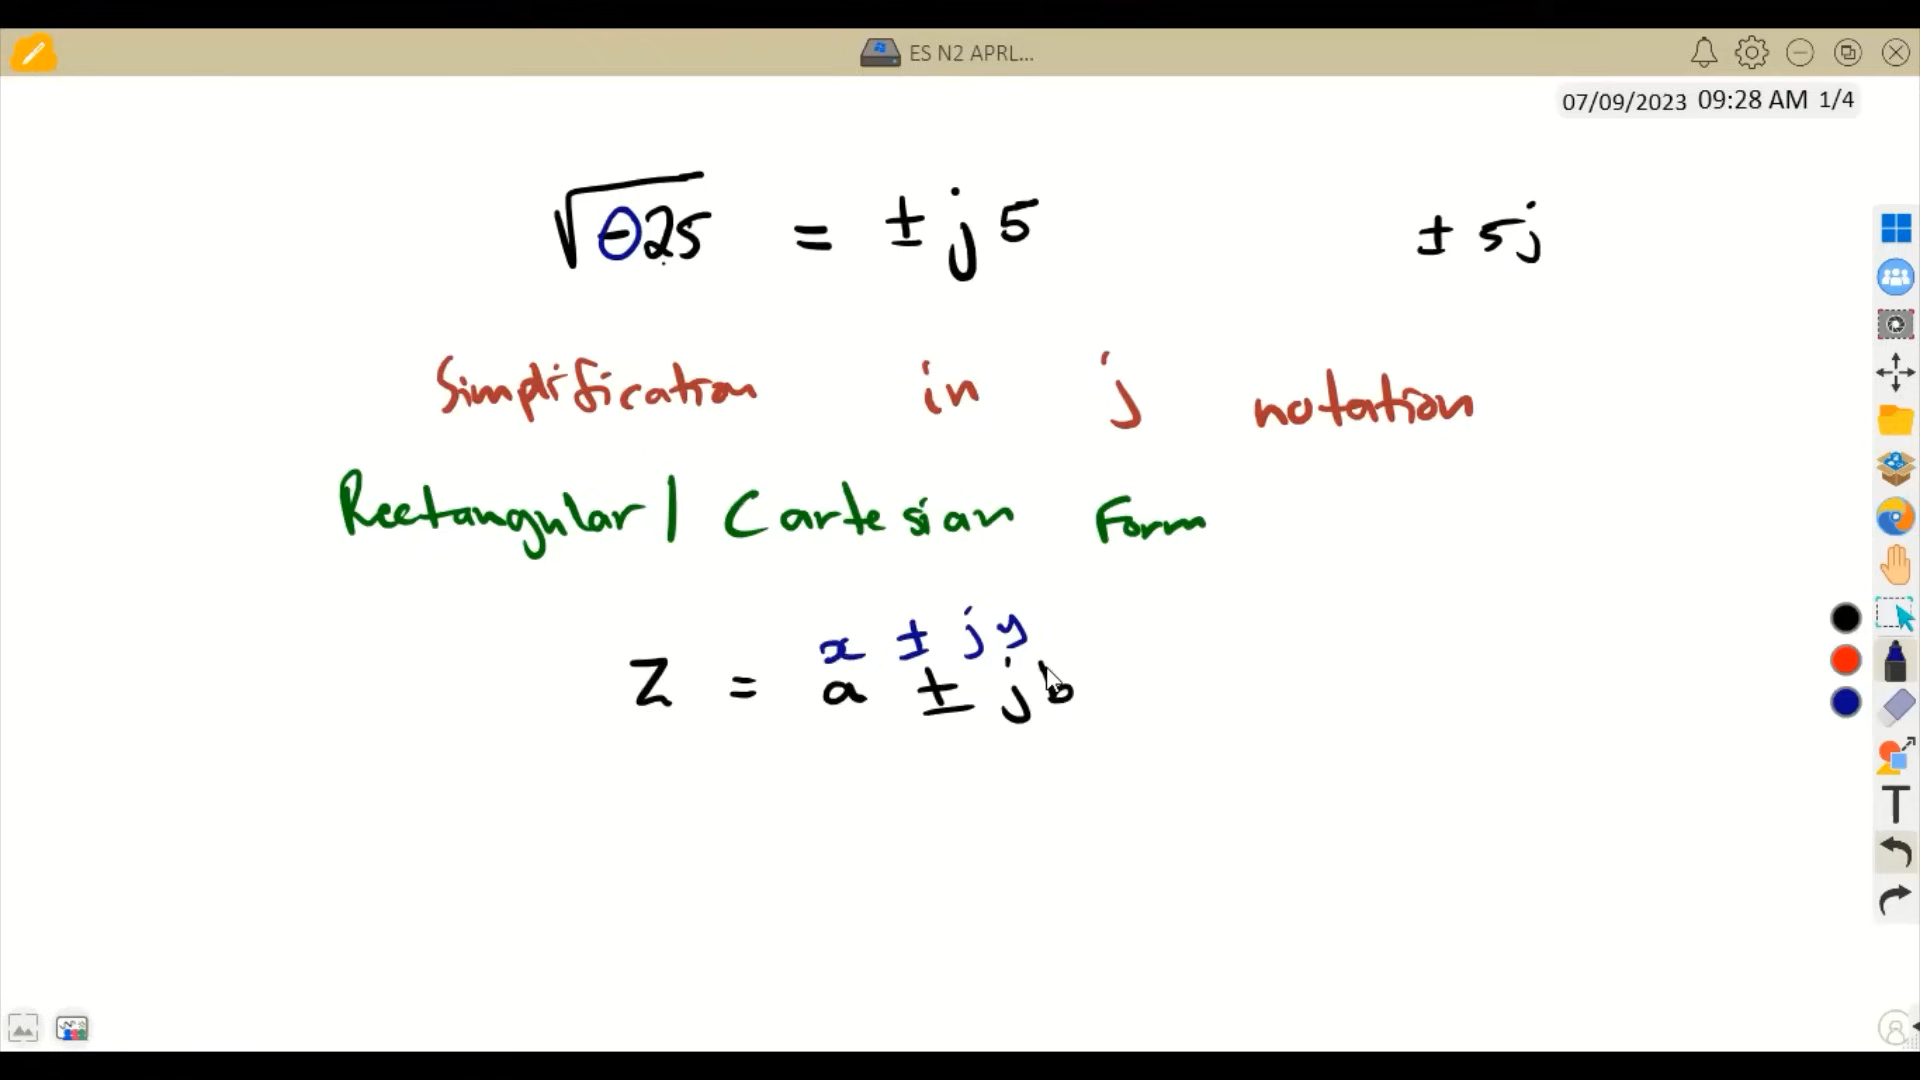 ES N2 APRL...
07/09/2023 09:28 AM 1/4
√-25 = ± j5 ± 5j
Simplification in j notation
Rectangular | Cartesian Form
x ± jy
Z = a ± jb
T